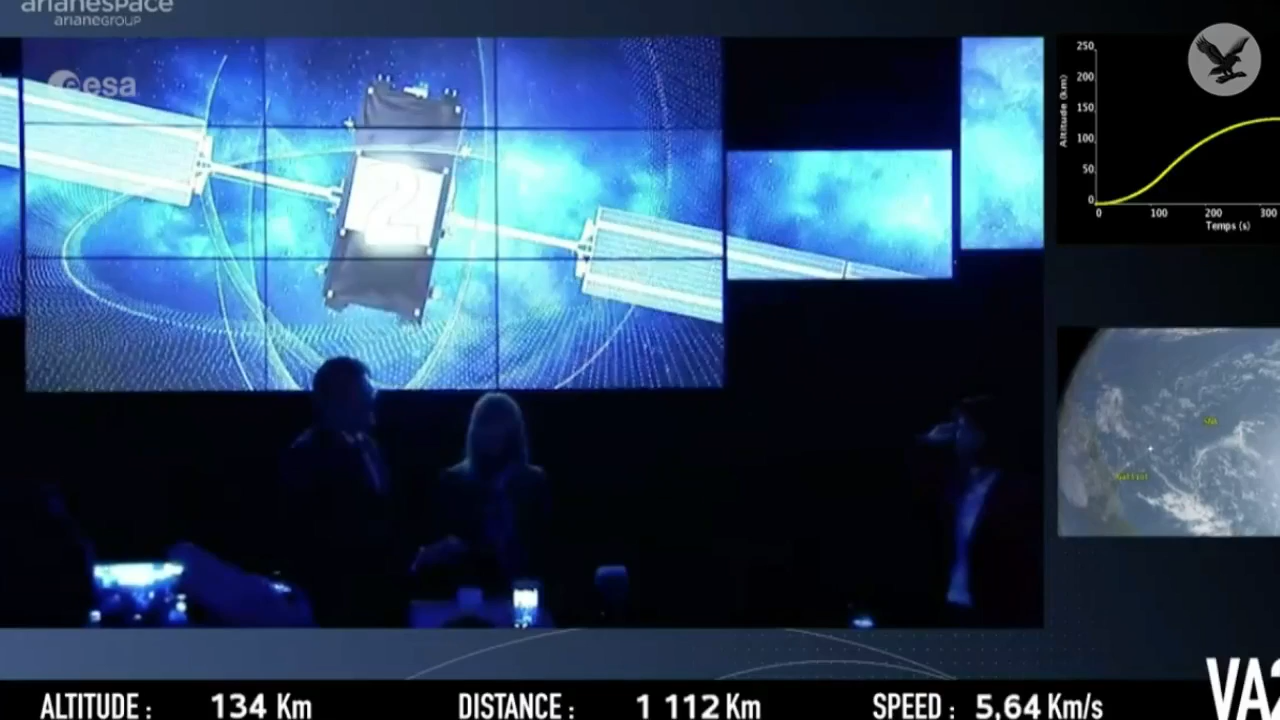 arianespace
ARIANEGROUP
esa
2
250
200
150
100
50
0
Altitude (km)
0 100 200 300
Temps (s)
ALTITUDE : 134 Km DISTANCE : 1 112 Km SPEED : 5,64 Km/s
VA2